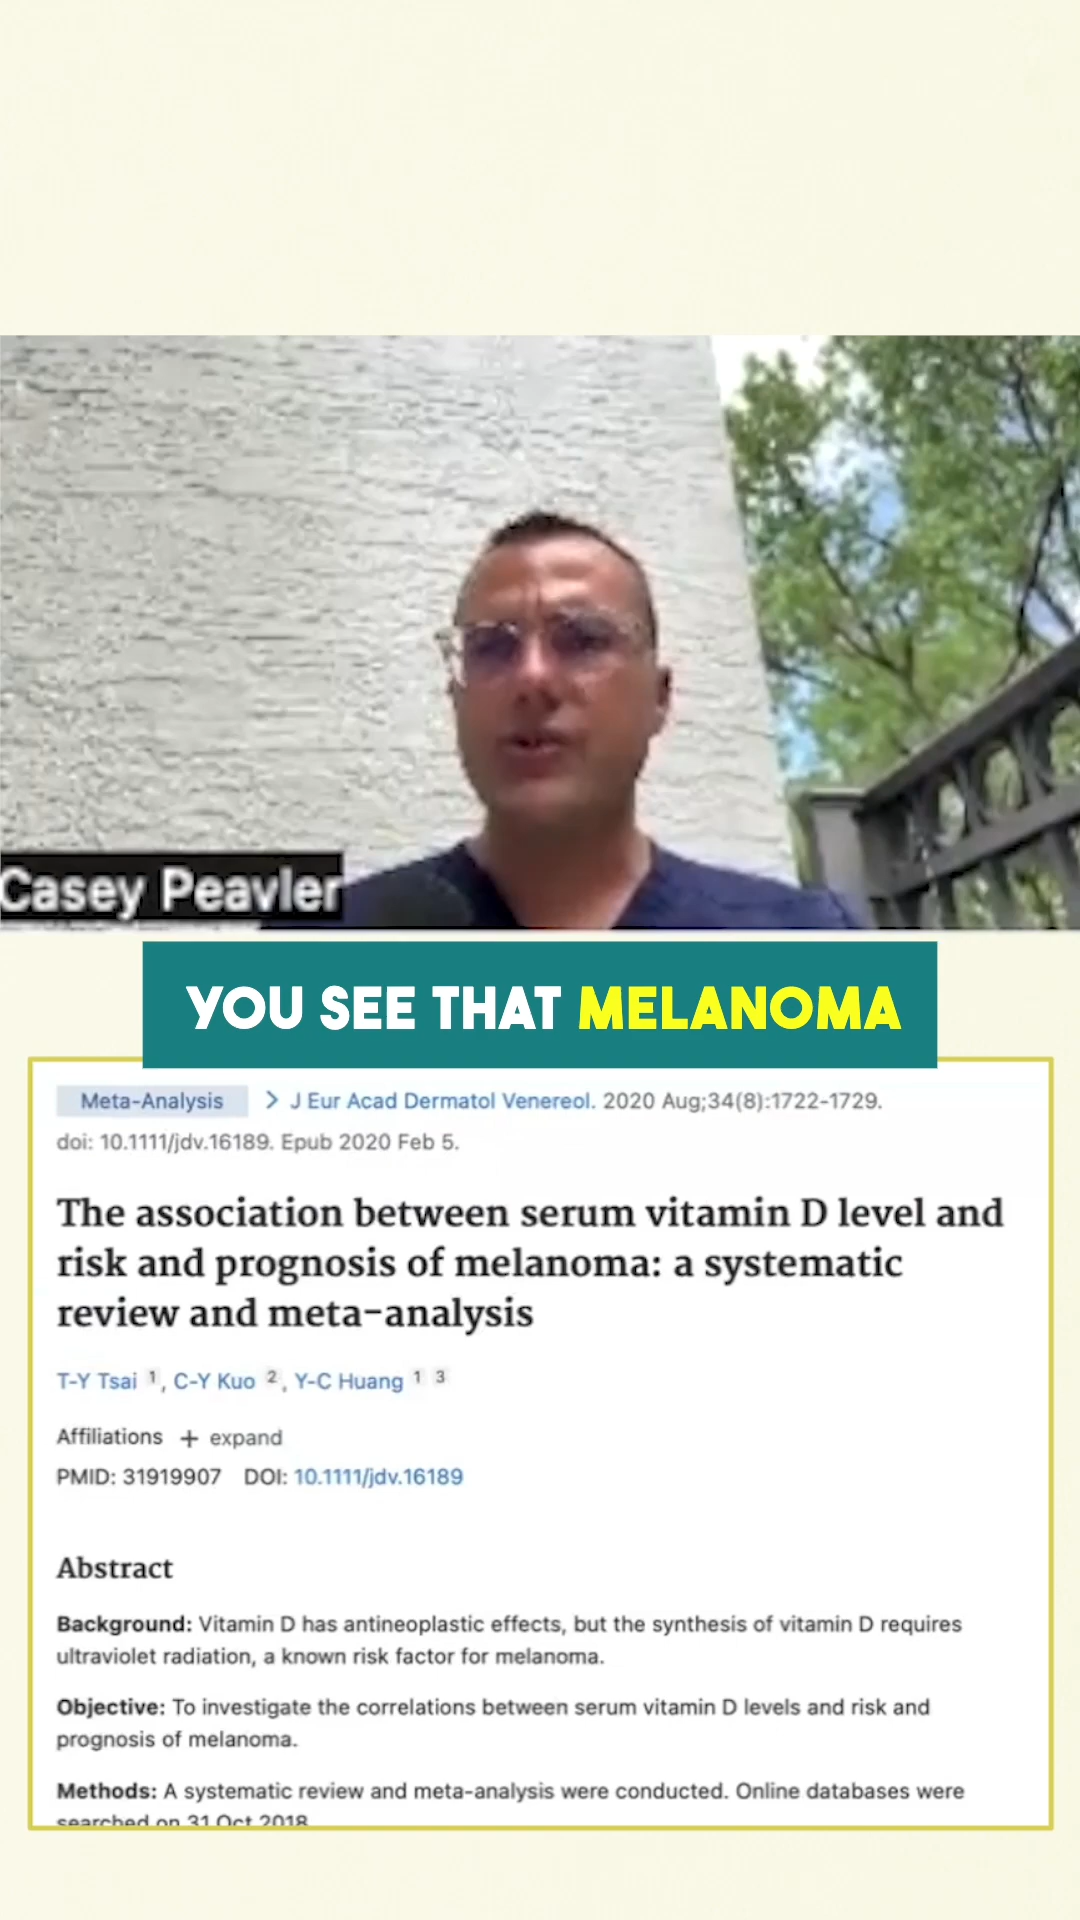 Casey Peavler
YOU SEE THAT MELANOMA
Meta-Analysis > J Eur Acad Dermatol Venereol. 2020 Aug;34(8):1722-1729.
doi: 10.1111/jdv.16189. Epub 2020 Feb 5.
The association between serum vitamin D level and
risk and prognosis of melanoma: a systematic
review and meta-analysis
T-Y Tsai 1, C-Y Kuo 2, Y-C Huang 1 3
Affiliations + expand
PMID: 31919907 DOI: 10.1111/jdv.16189
Abstract
Background: Vitamin D has antineoplastic effects, but the synthesis of vitamin D requires
ultraviolet radiation, a known risk factor for melanoma.
Objective: To investigate the correlations between serum vitamin D levels and risk and
prognosis of melanoma.
Methods: A systematic review and meta-analysis were conducted. Online databases were
searched on 31 Oct 2018.